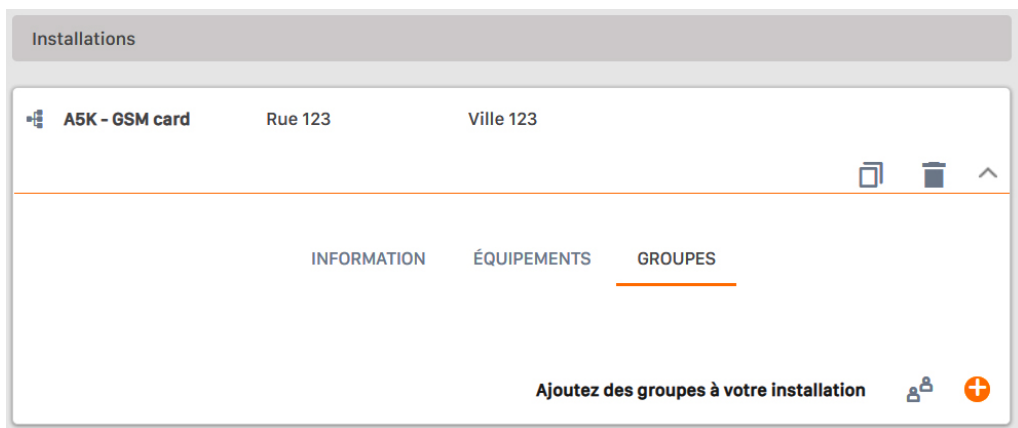 Installations
A5K - GSM card Rue 123 Ville 123
INFORMATION ÉQUIPEMENTS GROUPES
Ajoutez des groupes à votre installation